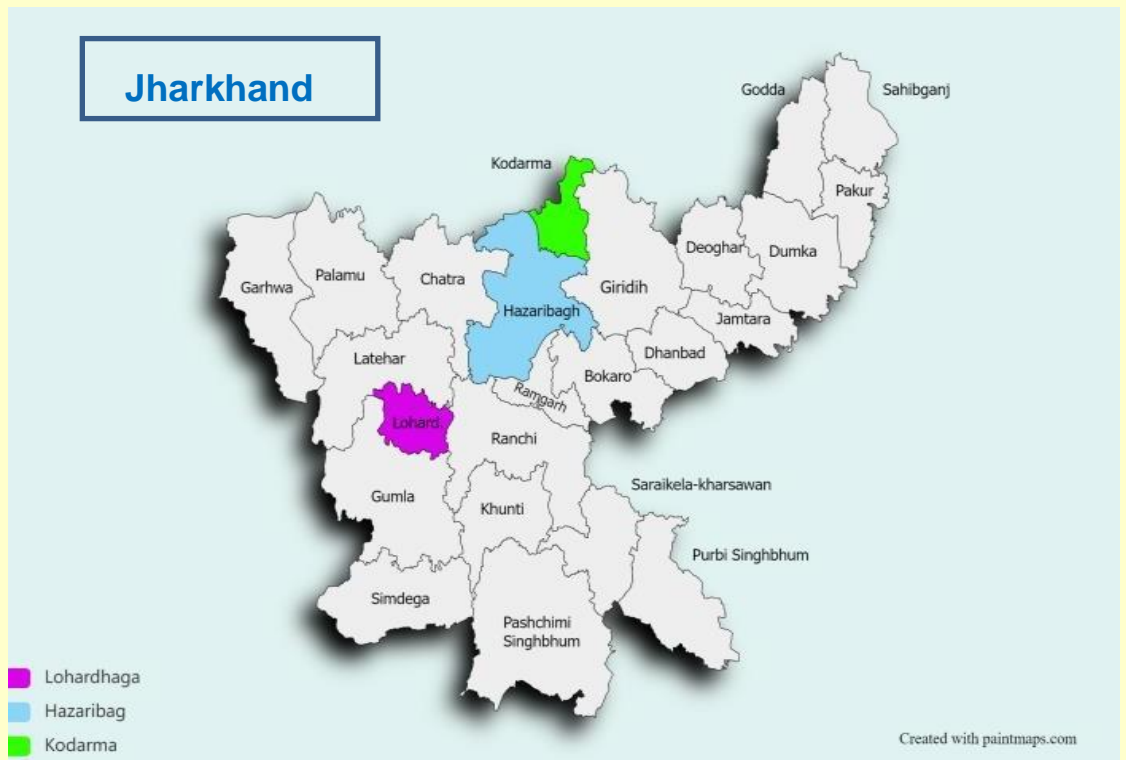 Jharkhand
Godda
Sahibganj
Kodarma
Pakur
Deoghar
Dumka
Palamu
Chatra
Garhwa
Giridih
Hazaribagh
Jamtara
Latehar
Dhanbad
Bokaro
Ramgarh
Lohard.
Ranchi
Saraikela-kharsawan
Gumla
Khunti
Purbi Singhbhum
Simdega
Pashchimi
Singhbhum
Lohardhaga
Hazaribag
Kodarma
Created with paintmaps.com